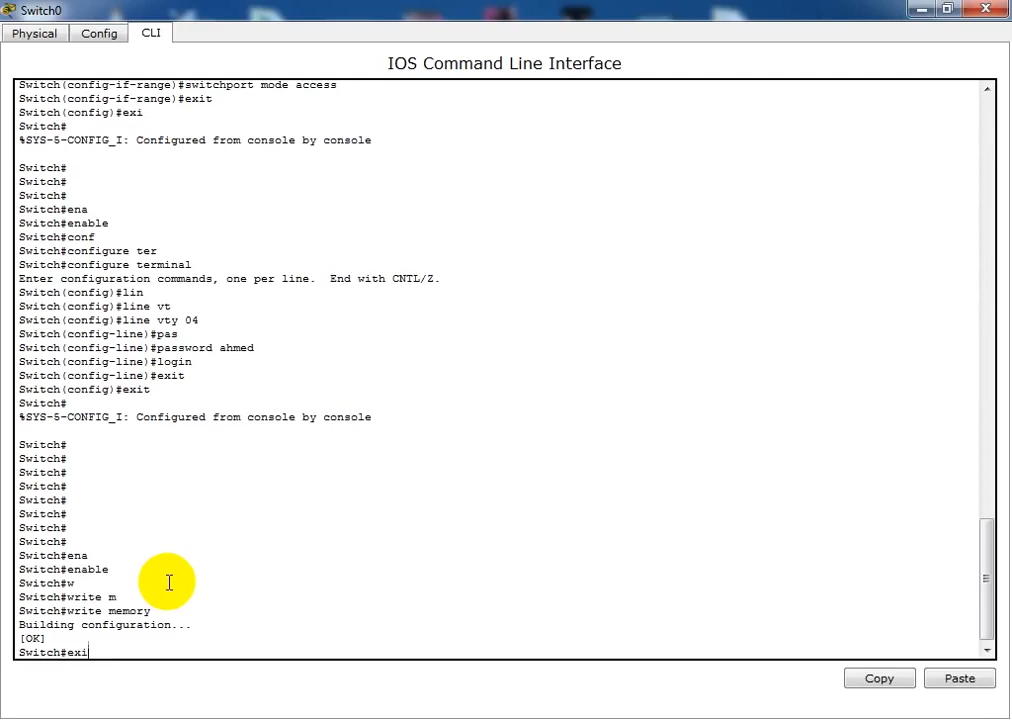 Switch0
Physical
Config
CLI
IOS Command Line Interface
Switch(config-if-range)#switchport mode access
Switch(config-if-range)#exit
Switch(config)#exi
Switch#
%SYS-5-CONFIG_I: Configured from console by console
Switch#
Switch#
Switch#
Switch#ena
Switch#enable
Switch#conf
Switch#configure ter
Switch#configure terminal
Enter configuration commands, one per line.  End with CNTL/Z.
Switch(config)#lin
Switch(config)#line vt
Switch(config)#line vty 04
Switch(config-line)#pas
Switch(config-line)#password ahmed
Switch(config-line)#login
Switch(config-line)#exit
Switch(config)#exit
Switch#
%SYS-5-CONFIG_I: Configured from console by console
Switch#
Switch#
Switch#
Switch#
Switch#
Switch#
Switch#
Switch#
Switch#ena
Switch#enable
Switch#w
Switch#write m
Switch#write memory
Building configuration...
[OK]
Switch#exi
Copy
Paste